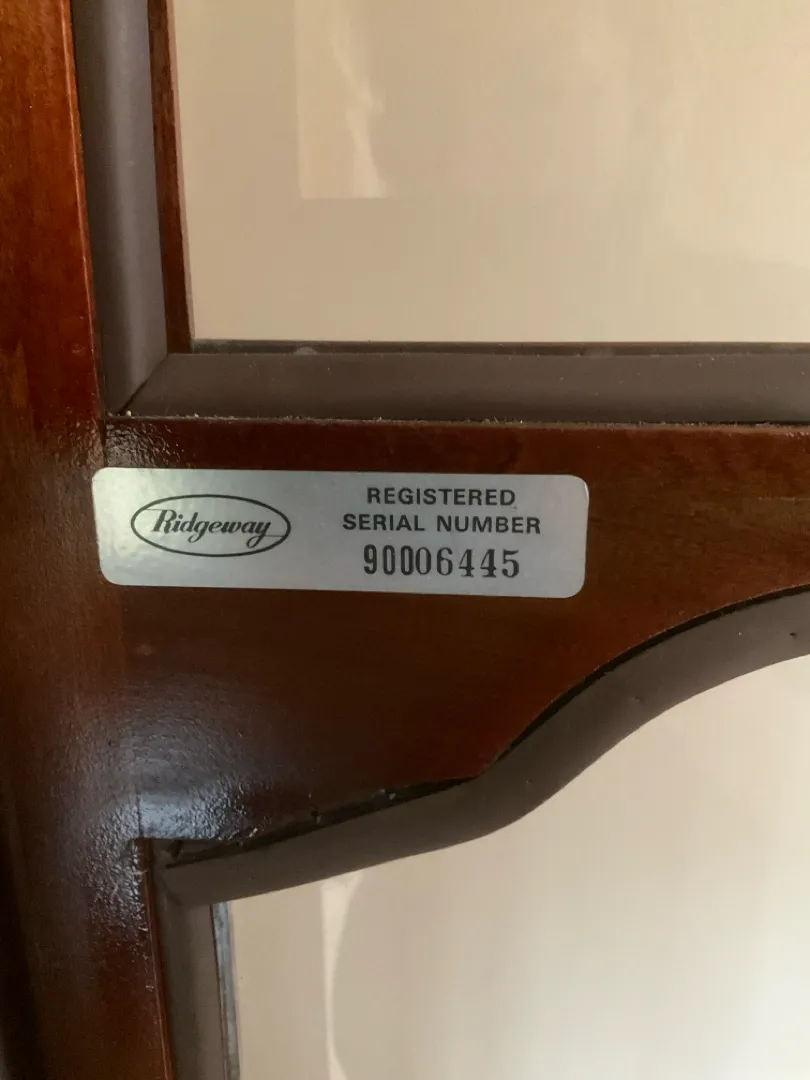 Ridgeway
REGISTERED
SERIAL NUMBER
90006445